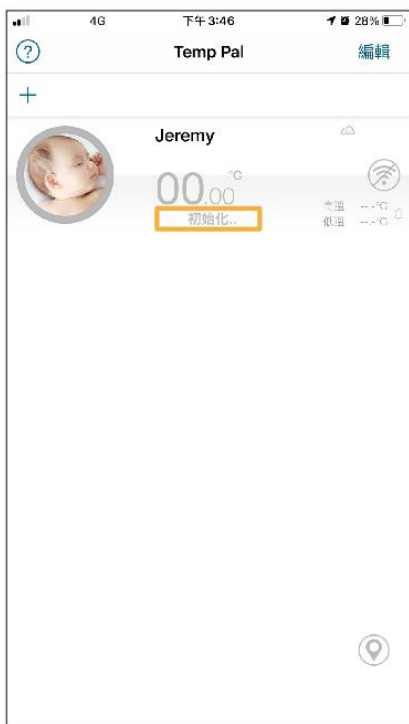 4G 下午 3:46 28%
? Temp Pal 編輯
+
Jeremy
°C
00.00
初始化..
高溫 --.-°C
低溫 --.-°C